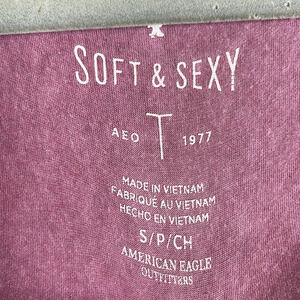 SOFT & SEXY
AEO T 1977
MADE IN VIETNAM
FABRIQUÉ AU VIETNAM
HECHO EN VIETNAM
S/P/CH
AMERICAN EAGLE
OUTFITTERS